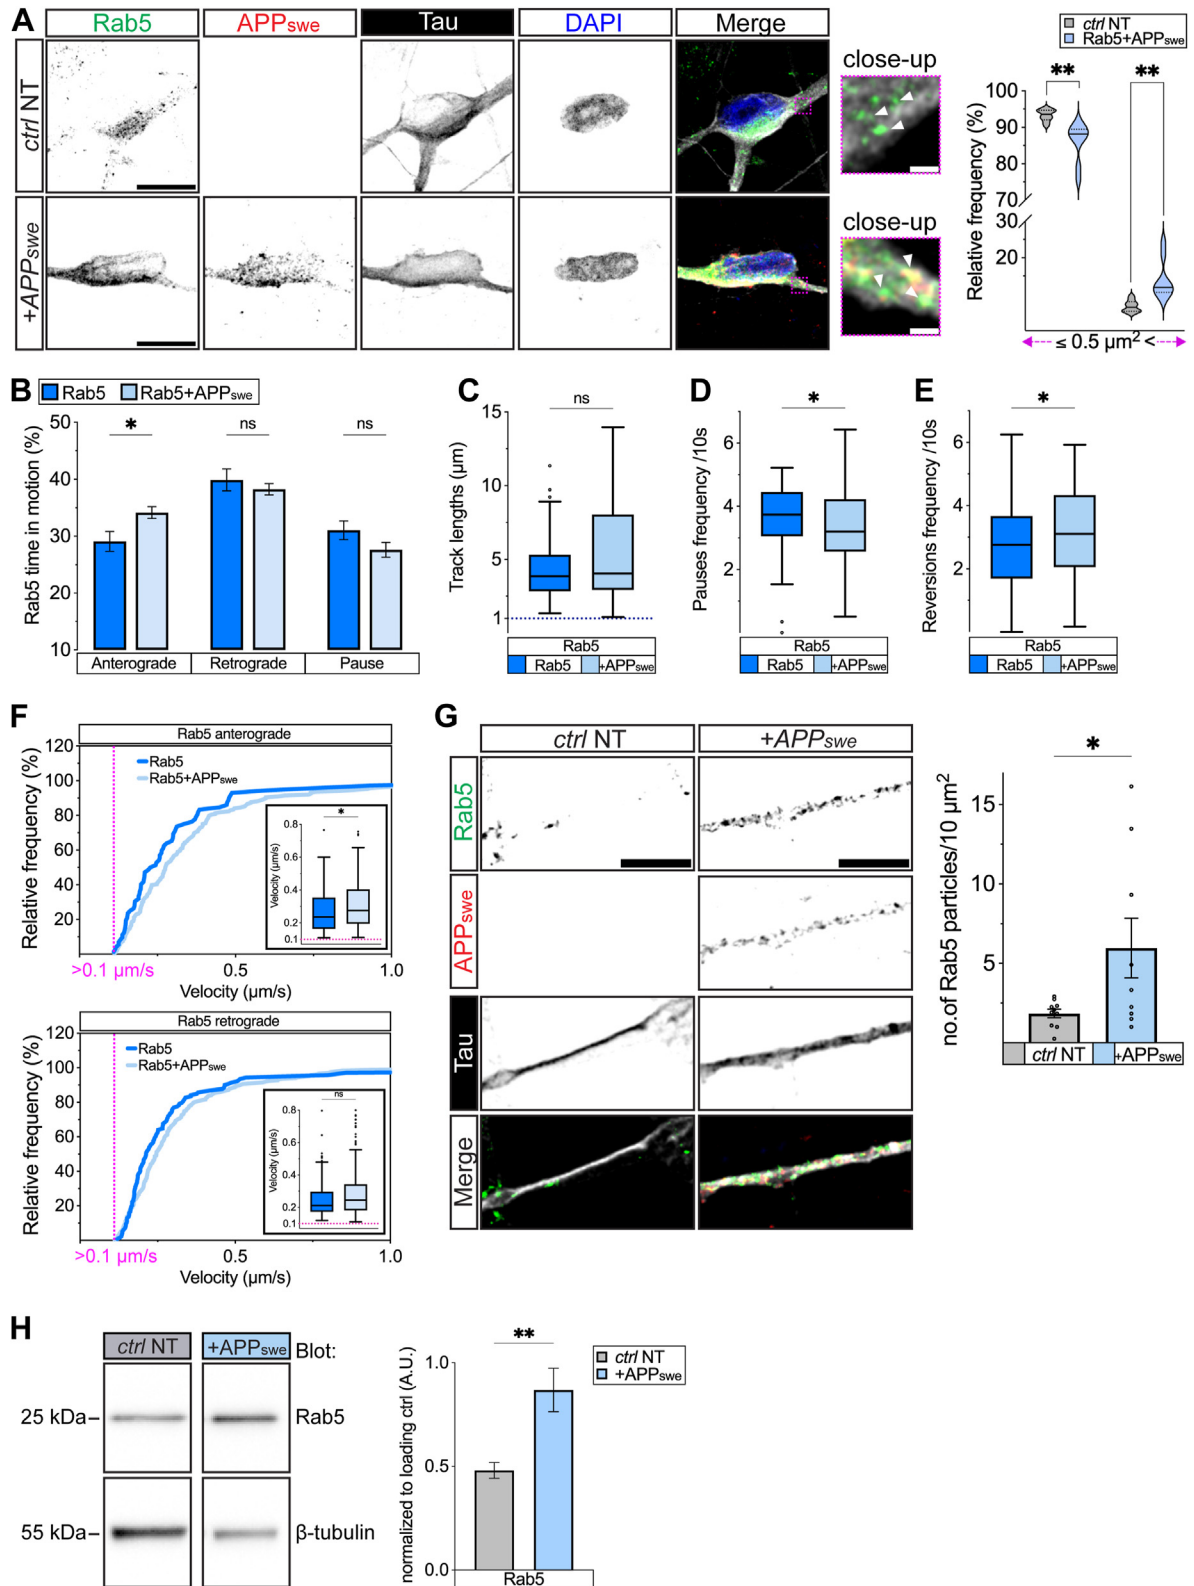 A
Rab5
APPswe
Tau
DAPI
Merge
ctrl NT
+APPswe
close-up
close-up
ctrl NT
Rab5+APPswe
**
**
Relative frequency (%)
100
90
80
70
30
20
≤ 0.5 µm² <
B
Rab5
Rab5+APPswe
Rab5 time in motion (%)
50
40
30
20
10
*
ns
ns
Anterograde
Retrograde
Pause
C
ns
Track lengths (µm)
15
10
5
1
Rab5
Rab5
+APPswe
D
*
Pauses frequency /10s
6
4
2
Rab5
Rab5
+APPswe
E
*
Reversions frequency /10s
6
4
2
Rab5
Rab5
+APPswe
F
Rab5 anterograde
Relative frequency (%)
120
100
80
60
40
20
Rab5
Rab5+APPswe
*
Velocity (µm/s)
0.8
0.6
0.4
0.2
0.1
>0.1 µm/s
0.5
1.0
Velocity (µm/s)
Rab5 retrograde
Relative frequency (%)
120
100
80
60
40
20
Rab5
Rab5+APPswe
ns
Velocity (µm/s)
0.8
0.6
0.4
0.2
0.1
>0.1 µm/s
0.5
1.0
Velocity (µm/s)
G
ctrl NT
+APPswe
Rab5
APPswe
Tau
Merge
*
no.of Rab5 particles/10 µm²
15
10
5
ctrl NT
+APPswe
H
ctrl NT
+APPswe
Blot:
25 kDa
Rab5
55 kDa
β-tubulin
**
ctrl NT
+APPswe
normalized to loading ctrl (A.U.)
1.0
0.5
0.0
Rab5